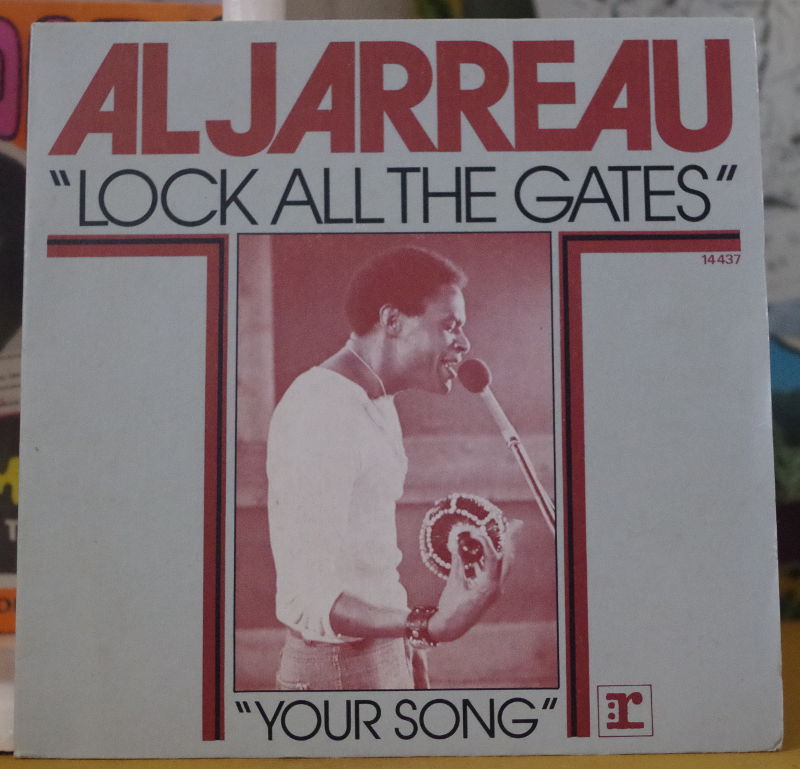 AL JARREAU
"LOCK ALL THE GATES"
14437
"YOUR SONG"
:r